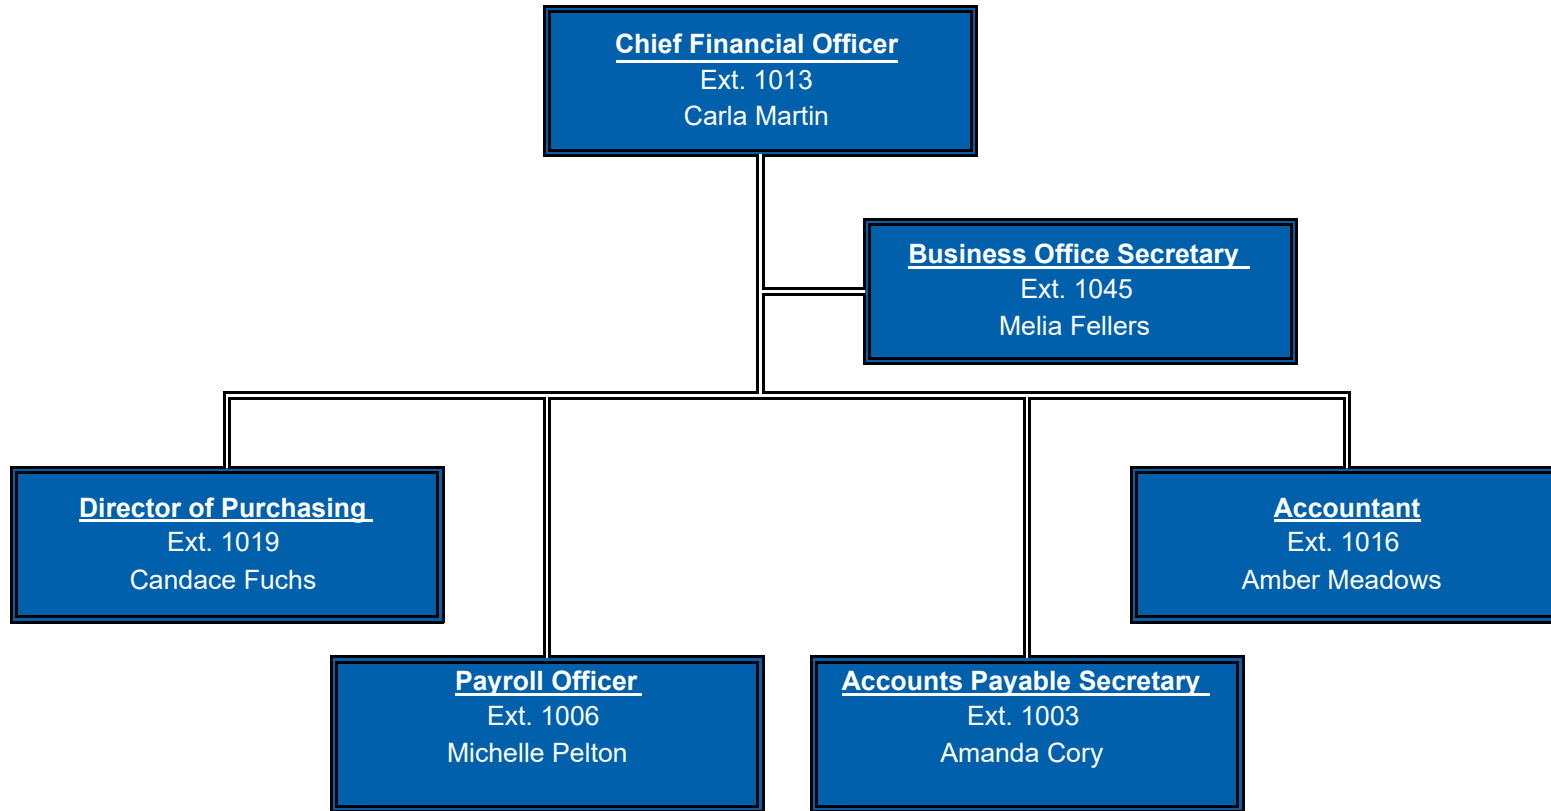 Chief Financial Officer
Ext. 1013
Carla Martin
Business Office Secretary
Ext. 1045
Melia Fellers
Director of Purchasing
Ext. 1019
Candace Fuchs
Accountant
Ext. 1016
Amber Meadows
Payroll Officer
Ext. 1006
Michelle Pelton
Accounts Payable Secretary
Ext. 1003
Amanda Cory